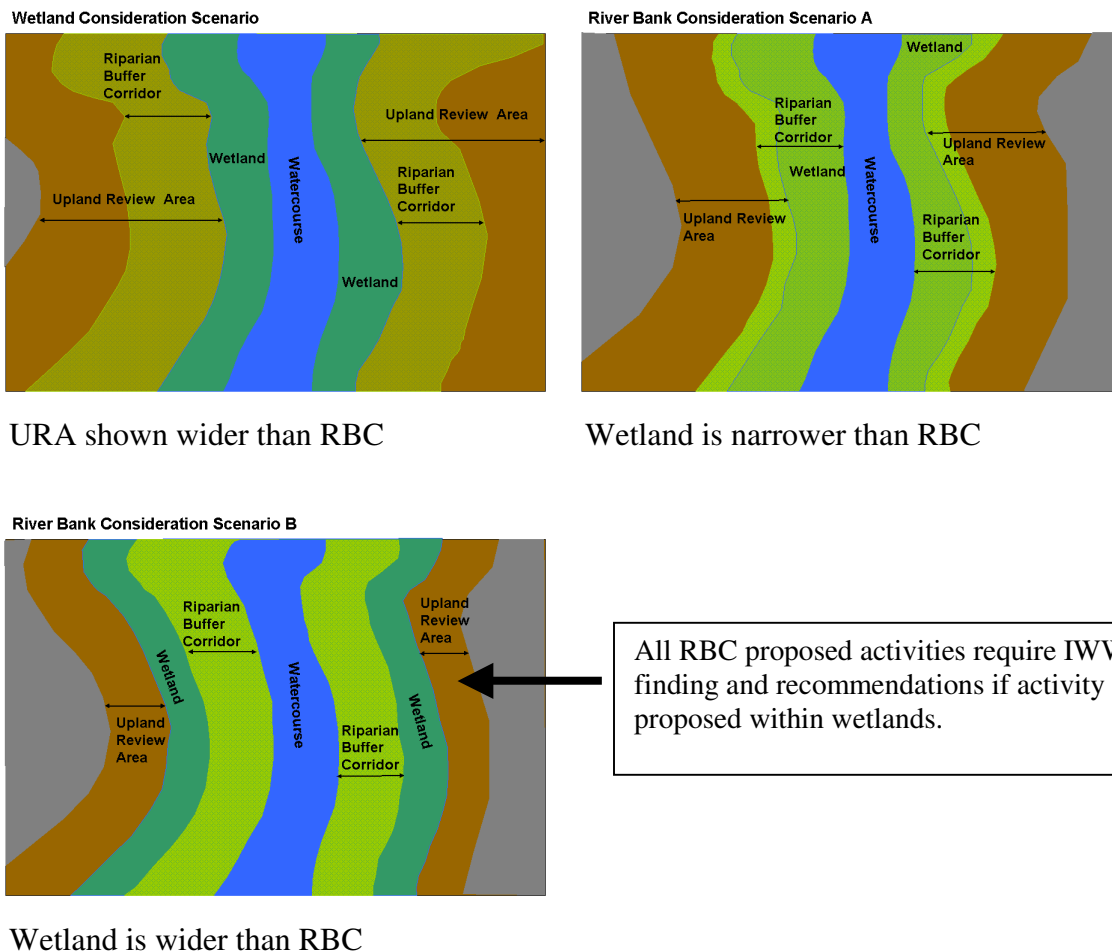 Wetland Consideration Scenario
Riparian
Buffer
Corridor
Upland Review Area
Wetland
Watercourse
Riparian
Buffer
Corridor
Upland Review Area
Wetland
URA shown wider than RBC
River Bank Consideration Scenario A
Wetland
Riparian
Buffer
Corridor
Upland Review
Area
Wetland
Watercourse
Upland Review
Area
Riparian
Buffer
Corridor
Wetland is narrower than RBC
River Bank Consideration Scenario B
Riparian
Buffer
Corridor
Upland
Review
Area
Wetland
Watercourse
Wetland
Upland
Review
Area
Riparian
Buffer
Corridor
All RBC proposed activities require
finding and recommendations if activity
proposed within wetlands.
Wetland is wider than RBC